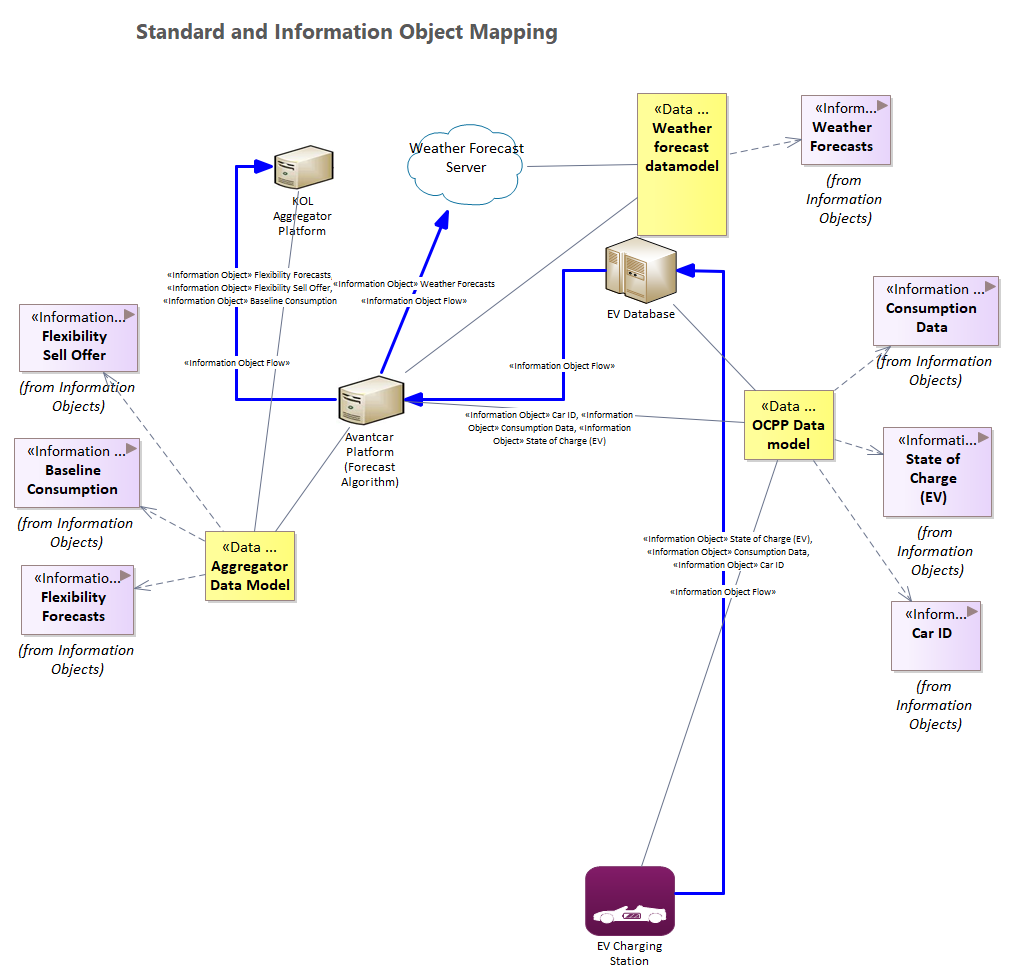 Standard and Information Object Mapping
«Data ...
Weather
forecast
datamodel
«Inform...
Weather
Forecasts
(from
Information
Objects)
Weather Forecast
Server
KOL
Aggregator
Platform
«Information Object» Flexibility Forecasts,
«Information Object» Flexibility Sell Offer,
«Information Object» Baseline Consumption
«Information Object» Weather Forecasts
«Information Object Flow»
EV Database
«Information ...
Consumption
Data
(from Information
Objects)
«Information...
Flexibility
Sell Offer
(from Information
Objects)
«Information Object Flow»
«Information Object Flow»
«Information Object» Car ID, «Information
Object» Consumption Data, «Information
Object» State of Charge (EV)
Avantcar
Platform
(Forecast
Algorithm)
«Data ...
OCPP Data
model
«Informati...
State of
Charge
(EV)
(from
Information
Objects)
«Information ...
Baseline
Consumption
(from Information
Objects)
«Data ...
Aggregator
Data Model
«Informatio...
Flexibility
Forecasts
(from Information
Objects)
«Information Object» State of Charge (EV),
«Information Object» Consumption Data,
«Information Object» Car ID
«Information Object Flow»
«Inform...
Car ID
(from
Information
Objects)
EV Charging
Station